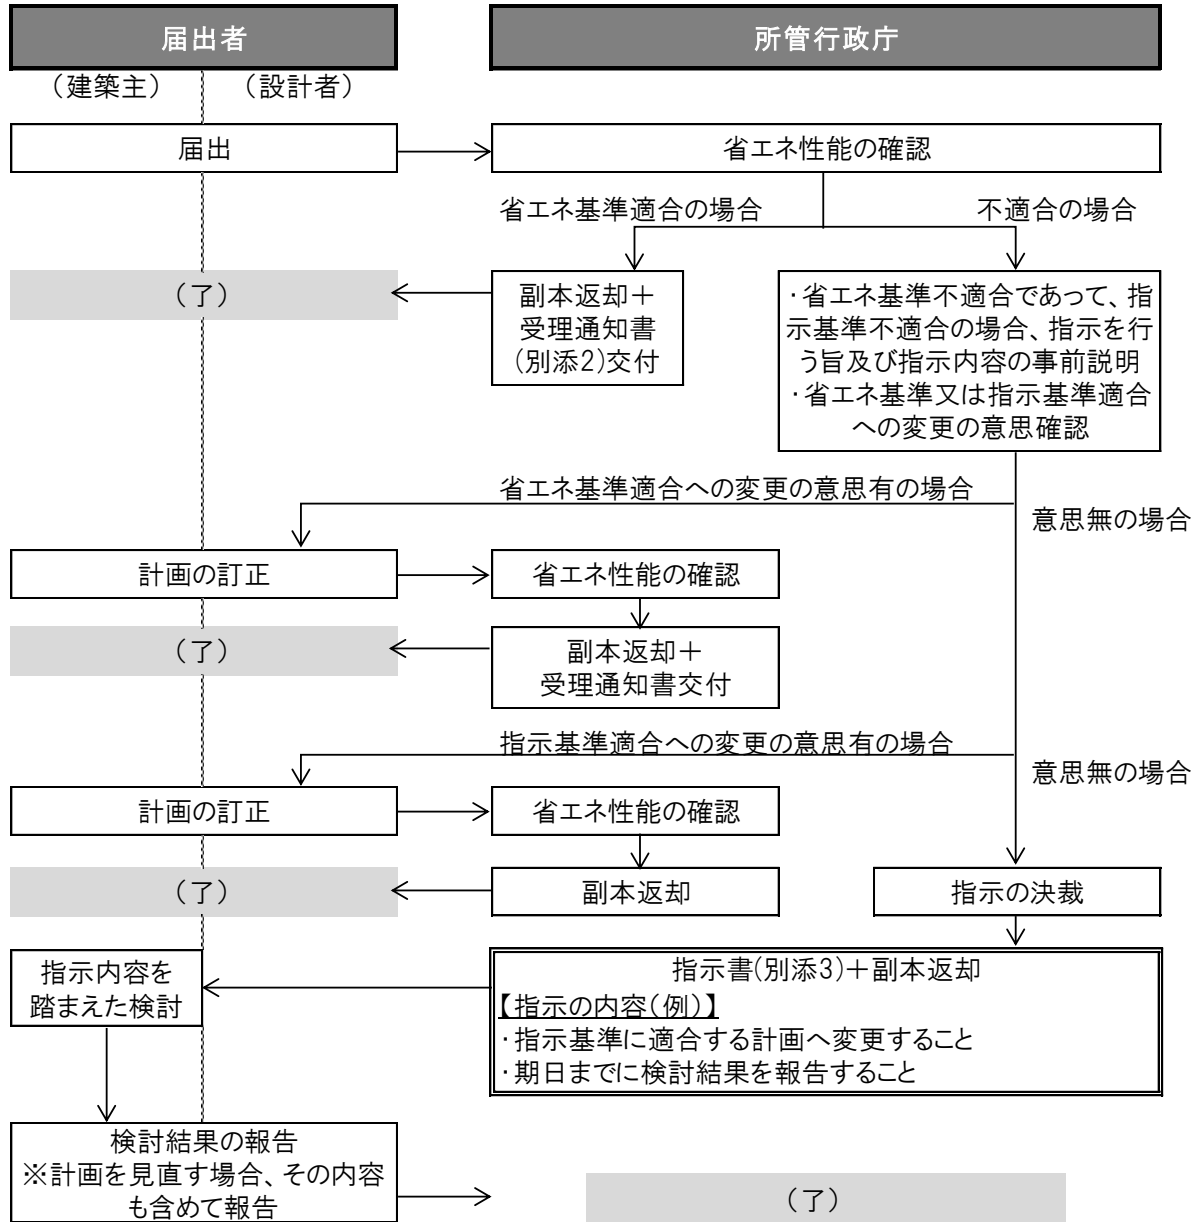 届出者
所管行政庁
（建築主）
（設計者）
届出
省エネ性能の確認
省エネ基準適合の場合
不適合の場合
（了）
副本返却＋
受理通知書
(別添2)交付
・省エネ基準不適合であって、指
示基準不適合の場合、指示を行
う旨及び指示内容の事前説明
・省エネ基準又は指示基準適合
への変更の意思確認
省エネ基準適合への変更の意思有の場合
意思無の場合
計画の訂正
省エネ性能の確認
（了）
副本返却＋
受理通知書交付
指示基準適合への変更の意思有の場合
意思無の場合
計画の訂正
省エネ性能の確認
（了）
副本返却
指示の決裁
指示内容を
踏まえた検討
指示書(別添3)＋副本返却
【指示の内容（例）】
・指示基準に適合する計画へ変更すること
・期日までに検討結果を報告すること
検討結果の報告
※計画を見直す場合、その内容
も含めて報告
（了）